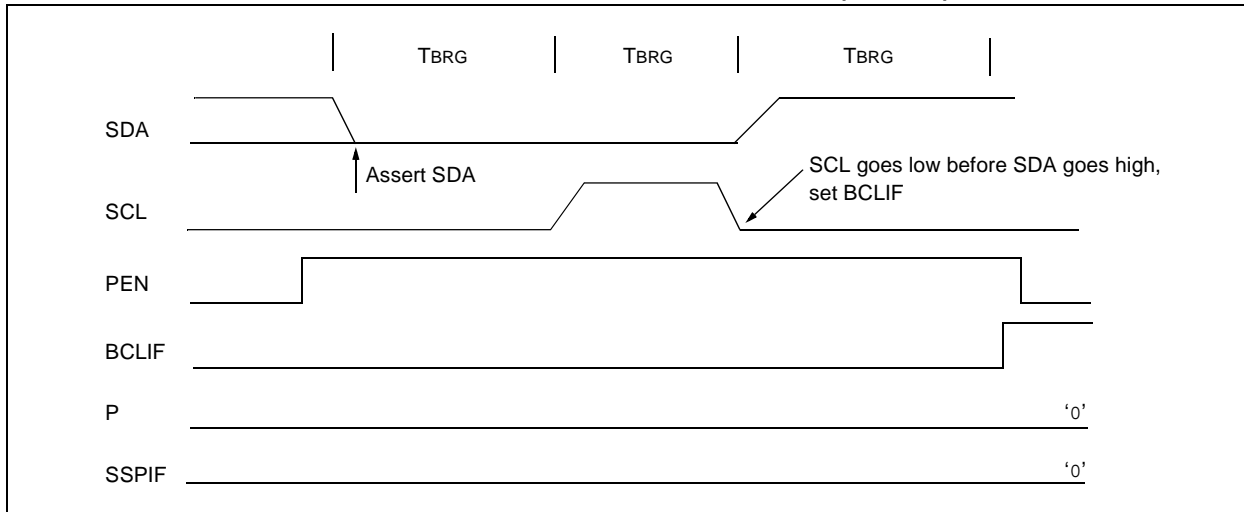 TBRG TBRG TBRG
SDA
Assert SDA
SCL goes low before SDA goes high,
set BCLIF
SCL
PEN
BCLIF
P ‘0’
SSPIF ‘0’